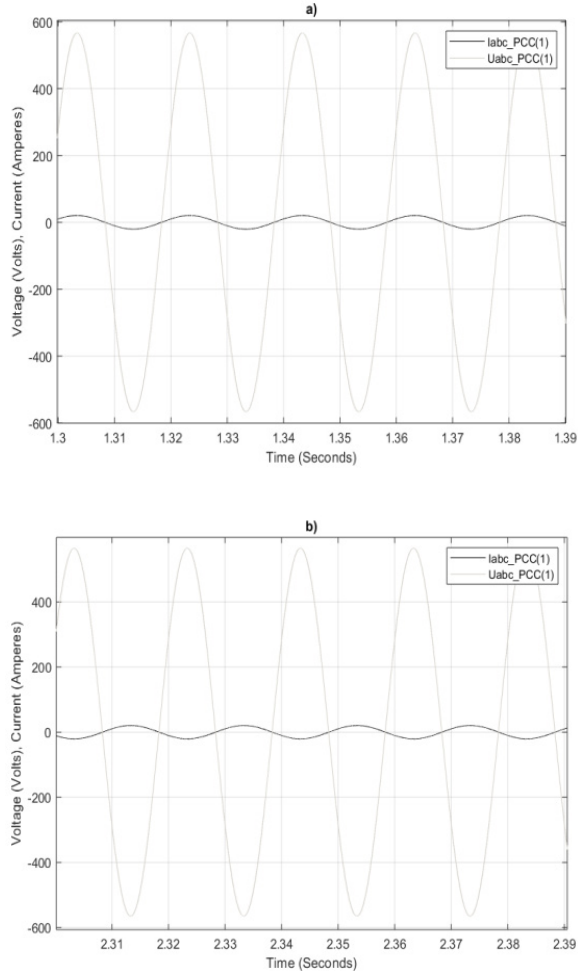 a)
600
400
200
0
-200
-400
-600
Voltage (Volts), Current (Amperes)
Iabc_PCC(1)
Uabc_PCC(1)
1.3 1.31 1.32 1.33 1.34 1.35 1.36 1.37 1.38 1.39
Time (Seconds)
b)
400
200
0
-200
-400
-600
Voltage (Volts), Current (Amperes)
Iabc_PCC(1)
Uabc_PCC(1)
2.31 2.32 2.33 2.34 2.35 2.36 2.37 2.38 2.39
Time (Seconds)